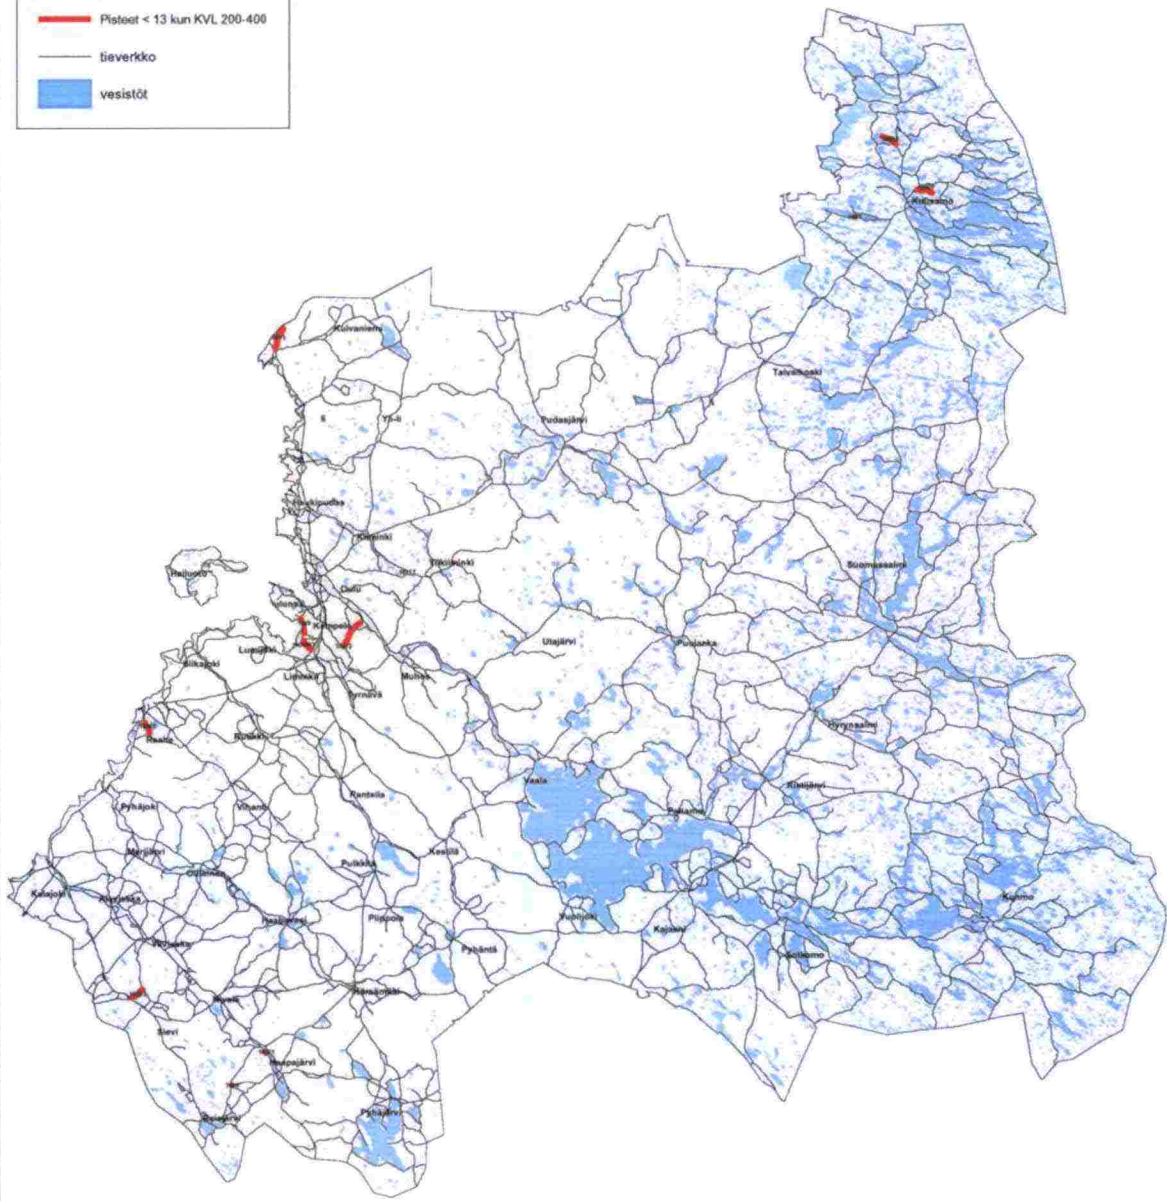 Pisteet < 13 kun KVL 200-400
tieverkko
vesistöt
Kuusamo
Kuivaniemi
Taivalkoski
Ii
Yli-Ii
Pudasjärvi
Haukipudas
Kiiminki
Ylikiiminki
Suomussalmi
Hailuoto
Oulu
Kempele
Utajärvi
Puolanka
Lumijoki
Siikajoki
Liminka
Muhos
Tyrnävä
Hyrynsalmi
Raahe
Ruukki
Vaala
Ristijärvi
Rantsila
Pyhäjoki
Vihanti
Paltamo
Merijärvi
Kestilä
Pulkkila
Oulainen
Kalajoki
Alavieska
Kuhmo
Haapavesi
Piippola
Vuolijoki
Kajaani
Ylivieska
Pyhäntä
Sotkamo
Kärsämäki
Nivala
Sievi
Haapajärvi
Pyhäjärvi
Reisjärvi